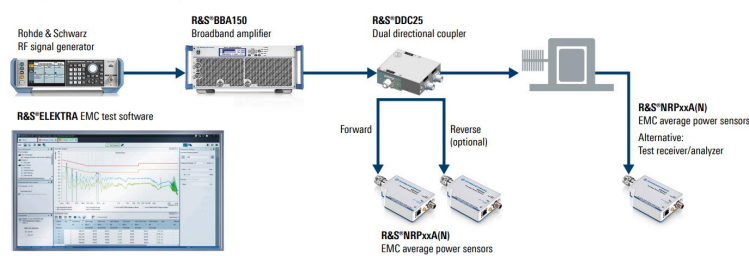 Rohde & Schwarz
RF signal generator
R&S®BBA150
Broadband amplifier
R&S®DDC25
Dual directional coupler
R&S®NRPxxA(N)
EMC average power sensors
Alternative:
Test receiver/analyzer
R&S®ELEKTRA EMC test software
Forward
Reverse
(optional)
R&S®NRPxxA(N)
EMC average power sensors